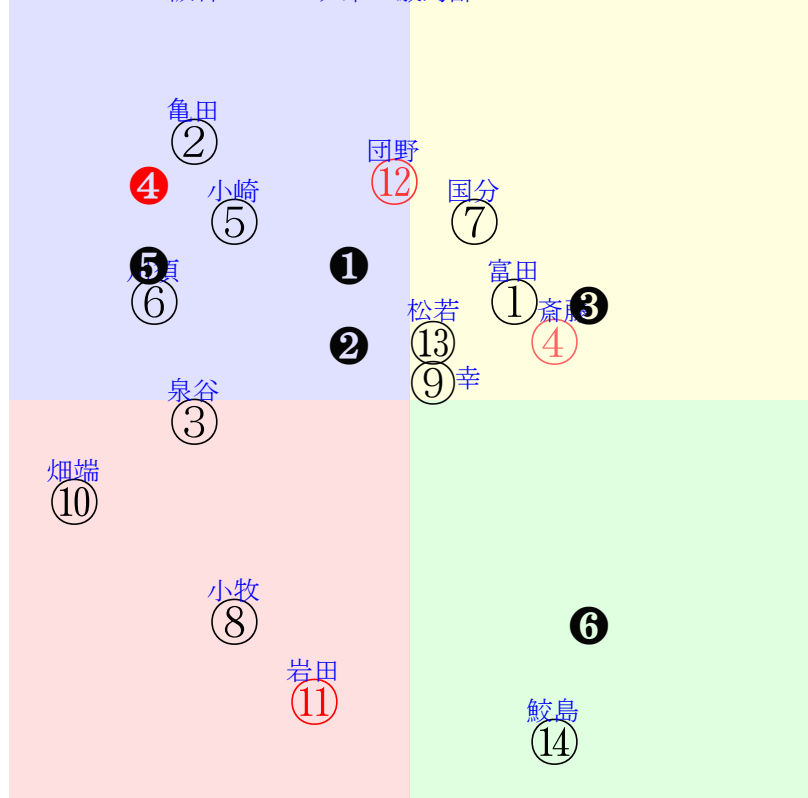 亀田
②
団野
⑫
❹
小崎
⑤
国分
⑦
❺
❶
⑥
富田
①
斎藤
❸
④
松若
⑬
❷
⑨ 幸
泉谷
③
畑端
⑩
小牧
⑧
❻
岩田
⑪
鮫島
⑭